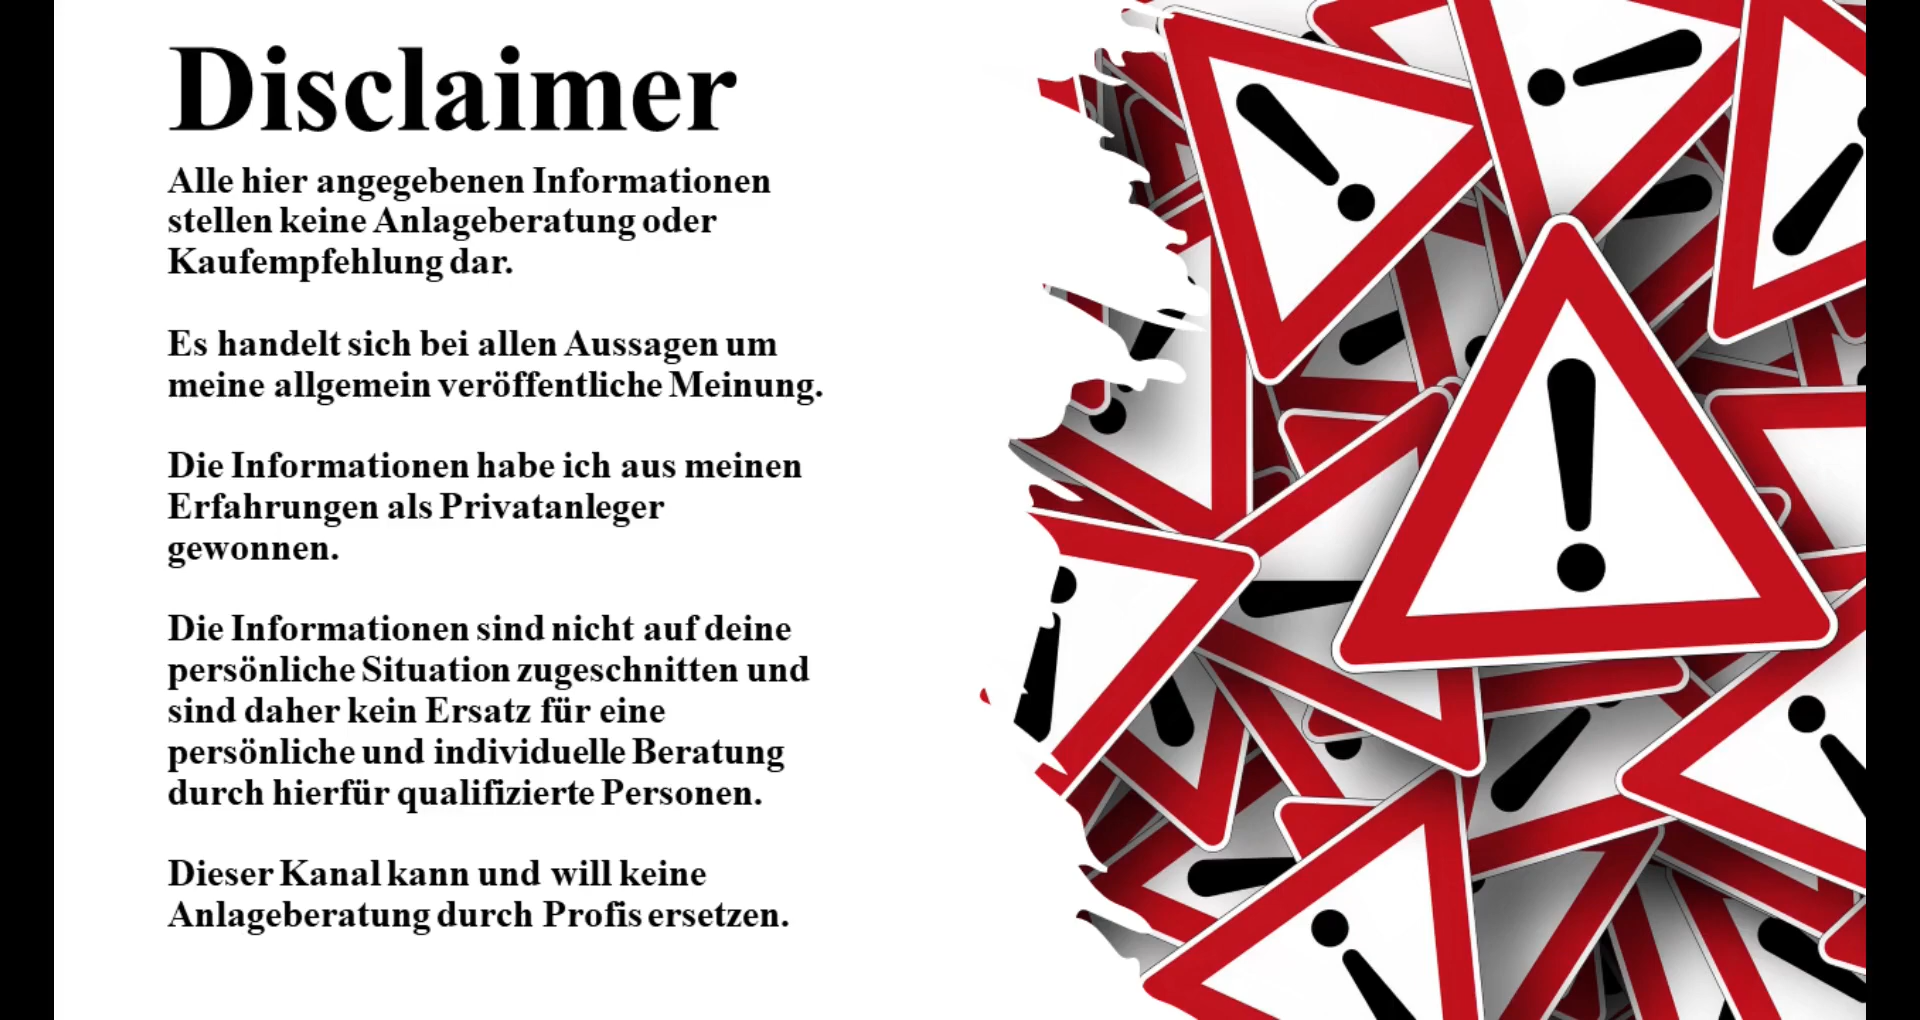 Disclaimer
Alle hier angegebenen Informationen
stellen keine Anlageberatung oder
Kaufempfehlung dar.
Es handelt sich bei allen Aussagen um
meine allgemein veröffentliche Meinung.
Die Informationen habe ich aus meinen
Erfahrungen als Privatanleger
gewonnen.
Die Informationen sind nicht auf deine
persönliche Situation zugeschnitten und
sind daher kein Ersatz für eine
persönliche und individuelle Beratung
durch hierfür qualifizierte Personen.
Dieser Kanal kann und will keine
Anlageberatung durch Profis ersetzen.